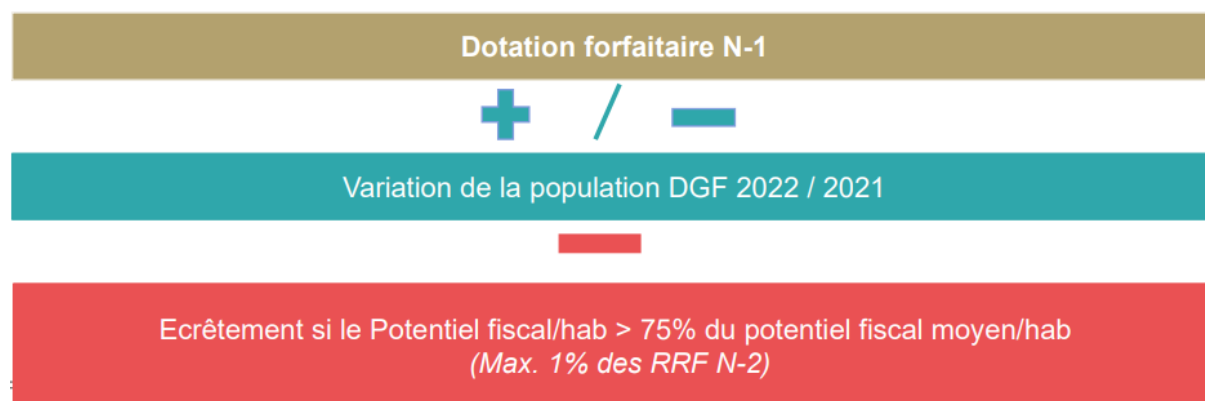 Dotation forfaitaire N-1
+ / -
Variation de la population DGF 2022 / 2021
-
Ecrêtement si le Potentiel fiscal/hab > 75% du potentiel fiscal moyen/hab
(Max. 1% des RRF N-2)